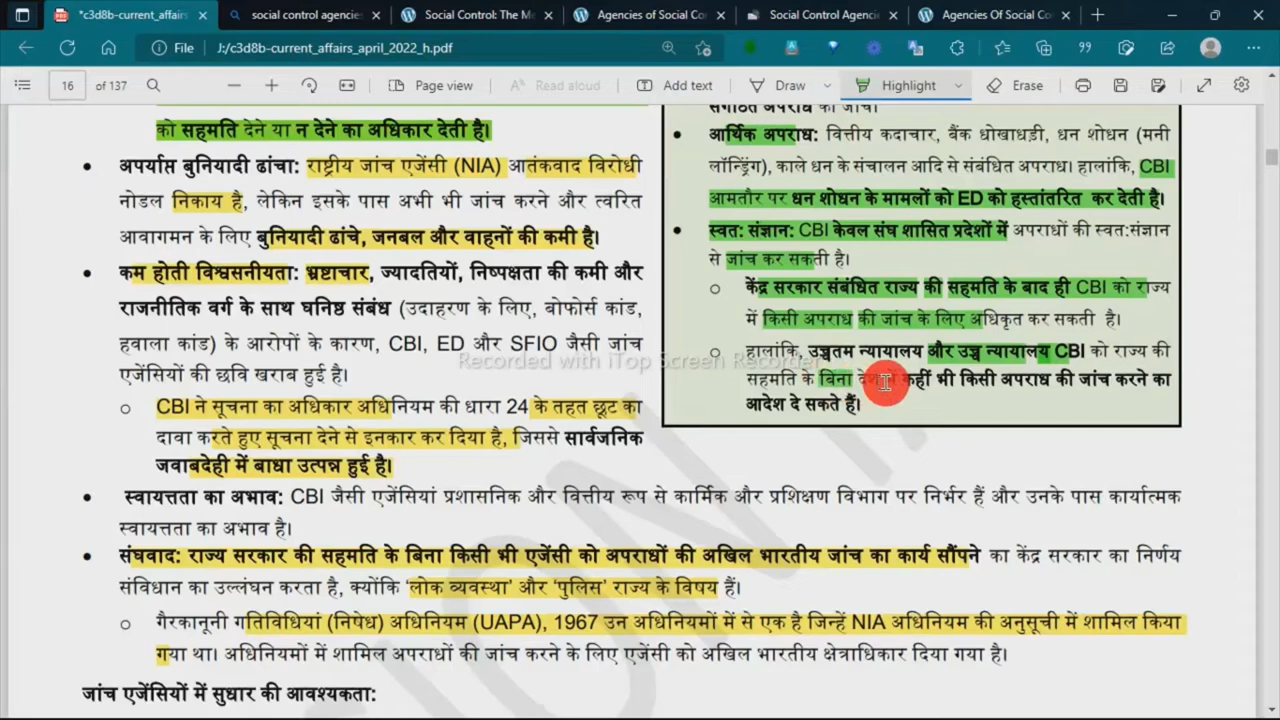 *c3d8b-current_affairs
social control agencies
Social Control: The Me
Agencies of Social Co
Social Control Agenci
Agencies Of Social Co
File
J:/c3d8b-current_affairs_april_2022_h.pdf
16 of 137
Page view
Read aloud
Add text
Draw
Highlight
Erase
को सहमति देने या न देने का अधिकार देती है।
• अपर्याप्त बुनियादी ढांचा: राष्ट्रीय जांच एजेंसी (NIA) आतंकवाद विरोधी
नोडल निकाय है, लेकिन इसके पास अभी भी जांच करने और त्वरित
आवागमन के लिए बुनियादी ढांचे, जनबल और वाहनों की कमी है।
• कम होती विश्वसनीयता: भ्रष्टाचार, ज्यादतियों, निष्पक्षता की कमी और
राजनीतिक वर्ग के साथ घनिष्ठ संबंध (उदाहरण के लिए, बोफोर्स कांड,
हवाला कांड) के आरोपों के कारण, CBI, ED और SFIO जैसी जांच
एजेंसियों की छवि खराब हुई है।
○ CBI ने सूचना का अधिकार अधिनियम की धारा 24 के तहत छूट का
दावा करते हुए सूचना देने से इनकार कर दिया है, जिससे सार्वजनिक
जवाबदेही में बाधा उत्पन्न हुई है।
संगठित अपराध की जांच।
• आर्थिक अपराध: वित्तीय कदाचार, बैंक धोखाधड़ी, धन शोधन (मनी
लॉन्ड्रिंग), काले धन के संचालन आदि से संबंधित अपराध। हालांकि, CBI
आमतौर पर धन शोधन के मामलों को ED को हस्तांतरित कर देती है।
• स्वत: संज्ञान: CBI केवल संघ शासित प्रदेशों में अपराधों की स्वत:संज्ञान
से जांच कर सकती है।
○ केंद्र सरकार संबंधित राज्य की सहमति के बाद ही CBI को राज्य
में किसी अपराध की जांच के लिए अधिकृत कर सकती है।
○ हालांकि, उच्चतम न्यायालय और उच्च न्यायालय CBI को राज्य की
सहमति के बिना कहीं भी किसी अपराध की जांच करने का
आदेश दे सकते हैं।
Recorded with iTop Screen Recorder
• स्वायत्तता का अभाव: CBI जैसी एजेंसियां प्रशासनिक और वित्तीय रूप से कार्मिक और प्रशिक्षण विभाग पर निर्भर हैं और उनके पास कार्यात्मक
स्वायत्तता का अभाव है।
• संघवाद: राज्य सरकार की सहमति के बिना किसी भी एजेंसी को अपराधों की अखिल भारतीय जांच का कार्य सौंपने का केंद्र सरकार का निर्णय
संविधान का उल्लंघन करता है, क्योंकि 'लोक व्यवस्था' और 'पुलिस' राज्य के विषय हैं।
○ गैरकानूनी गतिविधियां (निषेध) अधिनियम (UAPA), 1967 उन अधिनियमों में से एक है जिन्हें NIA अधिनियम की अनुसूची में शामिल किया
गया था। अधिनियमों में शामिल अपराधों की जांच करने के लिए एजेंसी को अखिल भारतीय क्षेत्राधिकार दिया गया है।
जांच एजेंसियों में सुधार की आवश्यकता: